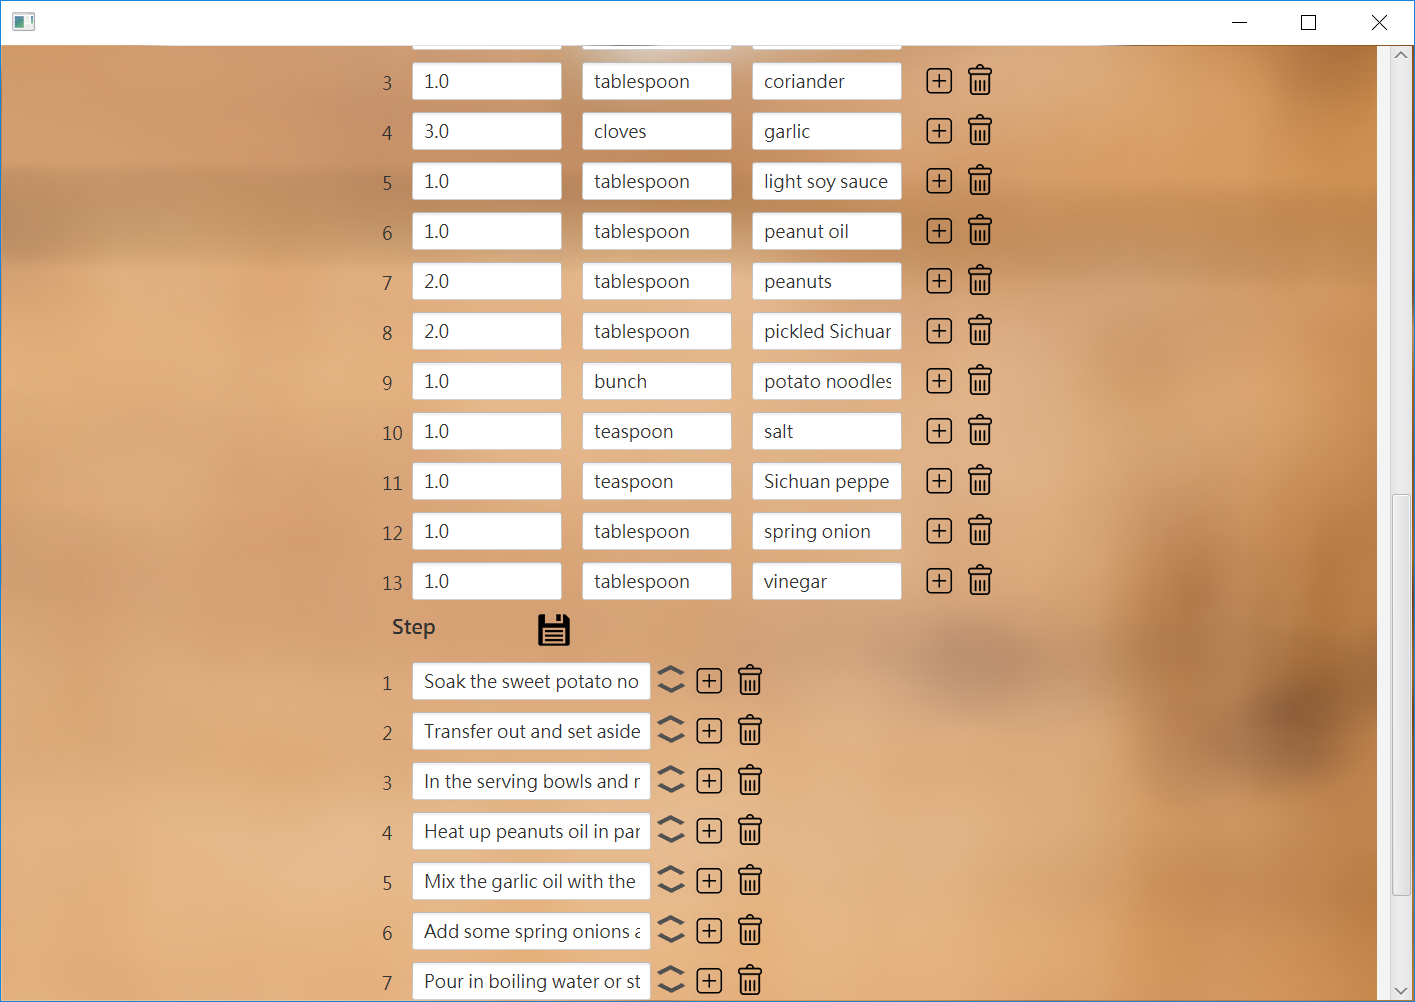 3 1.0 tablespoon coriander
4 3.0 cloves garlic
5 1.0 tablespoon light soy sauce
6 1.0 tablespoon peanut oil
7 2.0 tablespoon peanuts
8 2.0 tablespoon pickled Sichuar
9 1.0 bunch potato noodles
10 1.0 teaspoon salt
11 1.0 teaspoon Sichuan peppe
12 1.0 tablespoon spring onion
13 1.0 tablespoon vinegar
Step
1 Soak the sweet potato no
2 Transfer out and set aside
3 In the serving bowls and r
4 Heat up peanuts oil in par
5 Mix the garlic oil with the
6 Add some spring onions a
7 Pour in boiling water or st